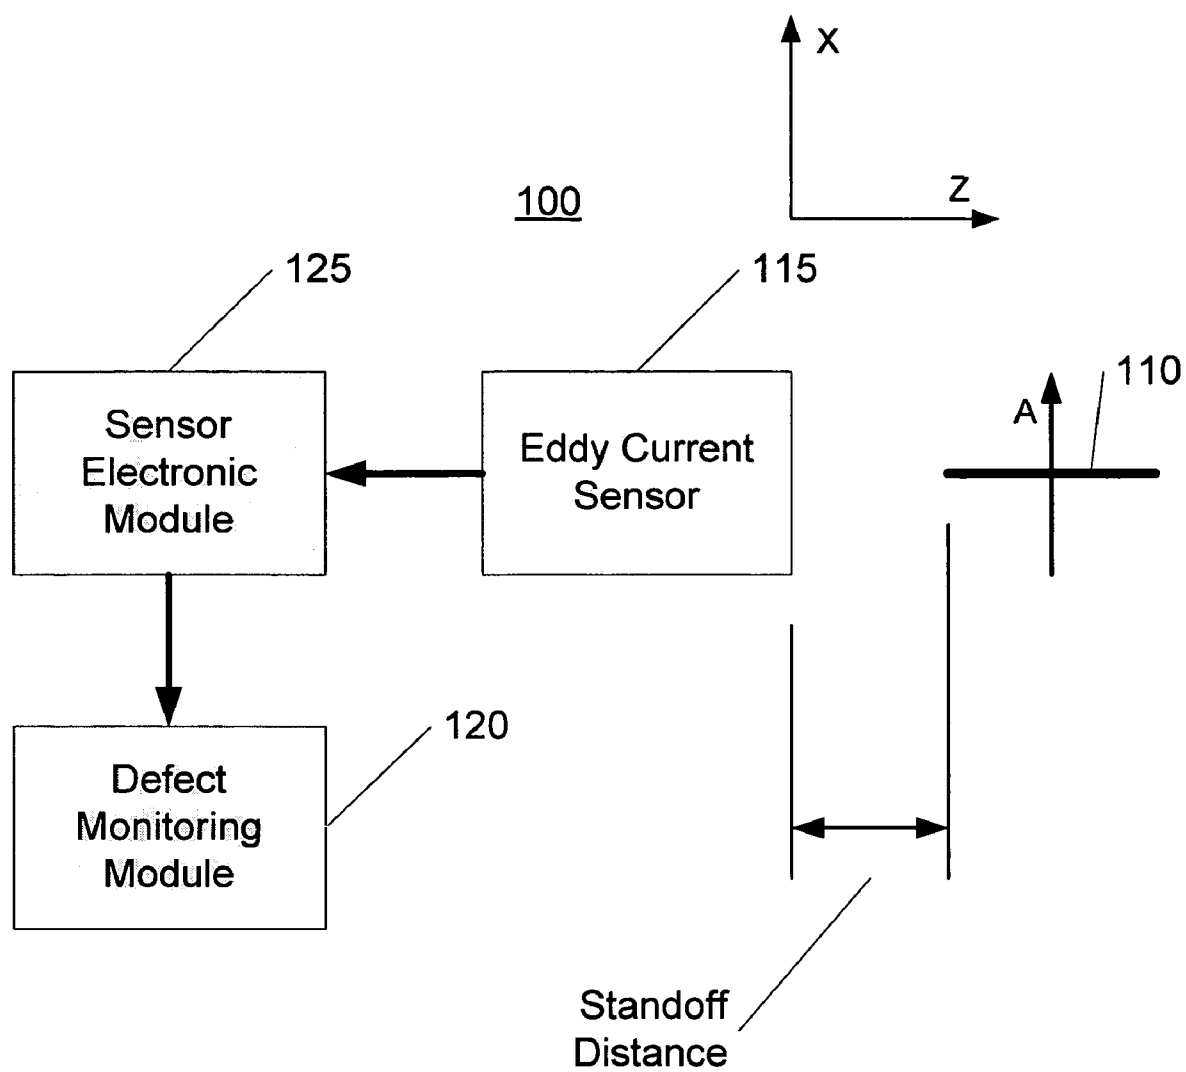 X
Z
100
125
115
110
Sensor
Electronic
Module
Eddy Current
Sensor
A
120
Defect
Monitoring
Module
Standoff
Distance